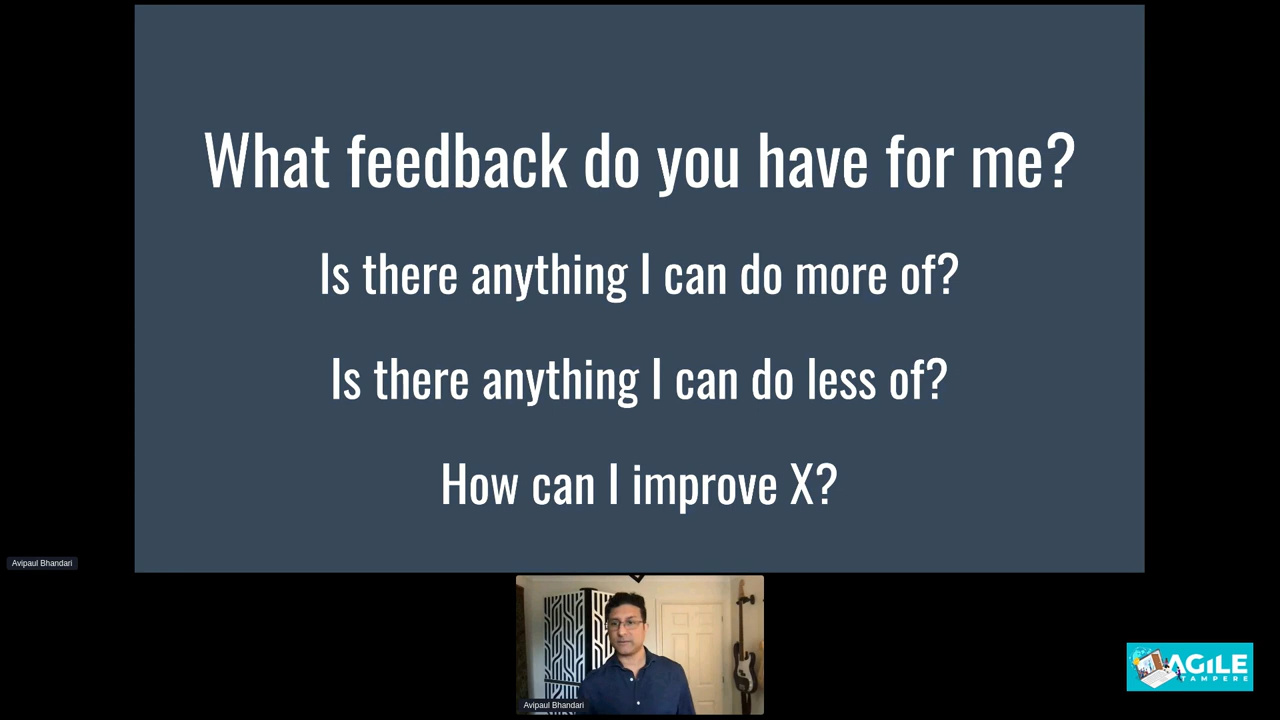 What feedback do you have for me?
Is there anything I can do more of?
Is there anything I can do less of?
How can I improve X?
Avipaul Bhandari
Avipaul Bhandari
AGILE
TAMPERE